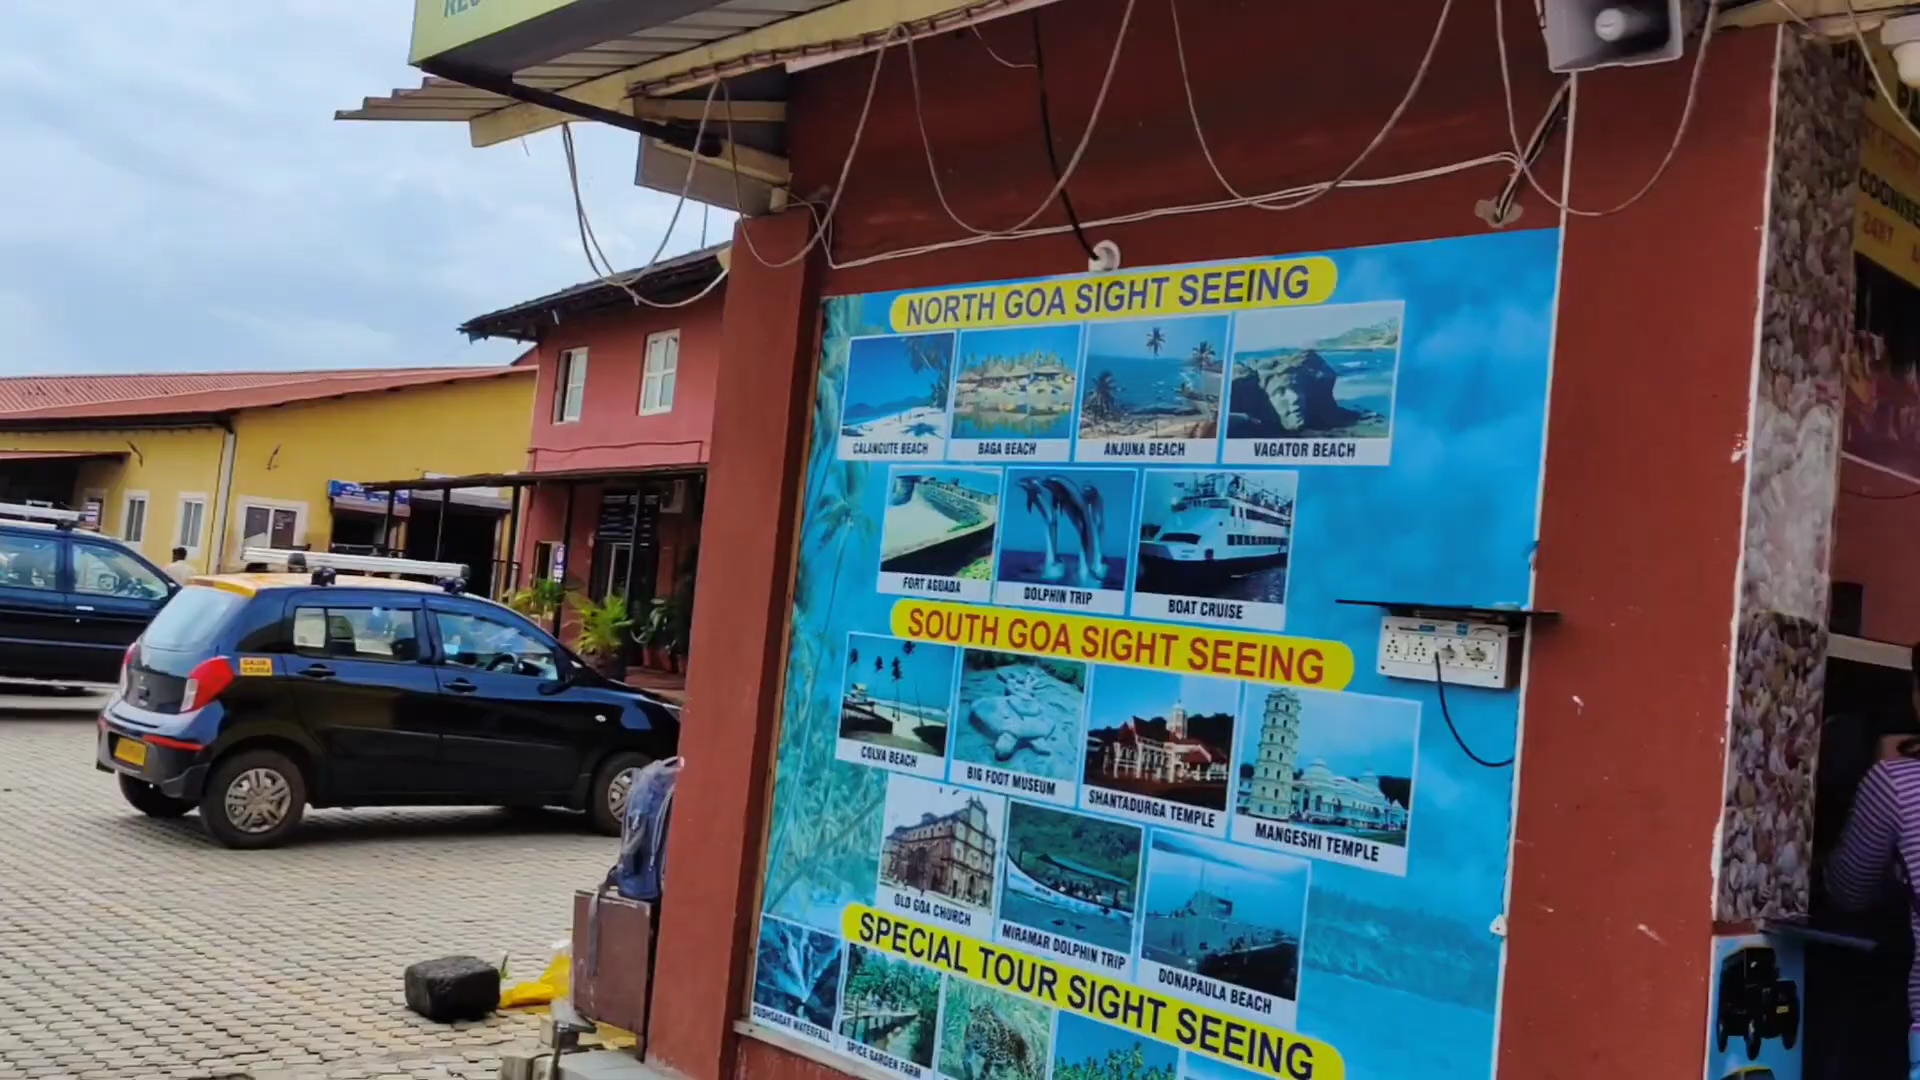 NORTH GOA SIGHT SEEING
CALANGUTE BEACH
BAGA BEACH
ANJUNA BEACH
VAGATOR BEACH
FORT AGUADA
DOLPHIN TRIP
BOAT CRUISE
SOUTH GOA SIGHT SEEING
COLVA BEACH
BIG FOOT MUSEUM
SHANTADURGA TEMPLE
MANGESHI TEMPLE
OLD GOA CHURCH
MIRAMAR DOLPHIN TRIP
DONAPAULA BEACH
SPECIAL TOUR SIGHT SEEING
DUDHSAGAR WATERFALL
SPICE GARDEN FARM